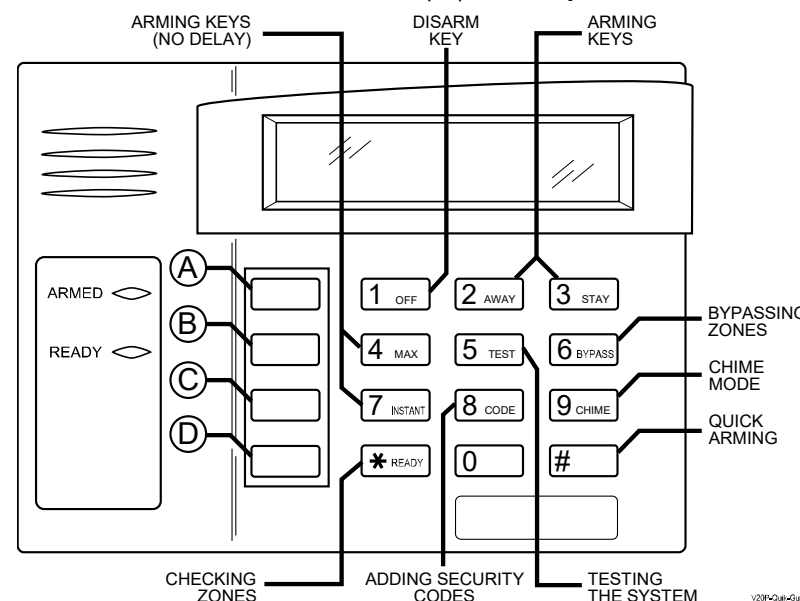 ARMING KEYS
(NO DELAY)
DISARM
KEY
ARMING
KEYS
A
ARMED
1 OFF
2 AWAY
3 STAY
BYPASSING
ZONES
B
READY
4 MAX
5 TEST
6 BYPASS
CHIME
MODE
C
7 INSTANT
8 CODE
9 CHIME
QUICK
ARMING
D
* READY
0
#
CHECKING
ZONES
ADDING SECURITY
CODES
TESTING
THE SYSTEM